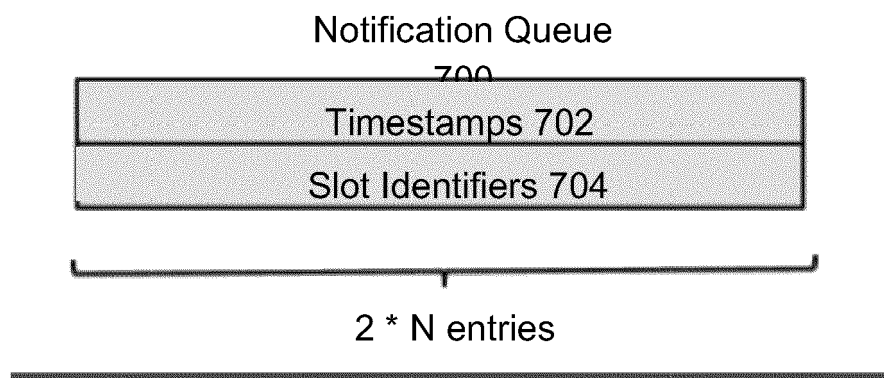 Notification Queue
700
Timestamps 702
Slot Identifiers 704
2 * N entries